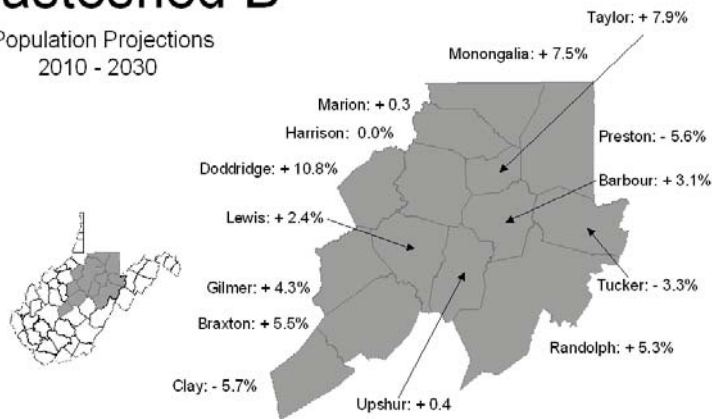 Population Projections
2010 - 2030
Taylor: + 7.9%
Monongalia: + 7.5%
Marion: + 0.3
Harrison: 0.0%
Preston: - 5.6%
Doddridge: + 10.8%
Barbour: + 3.1%
Lewis: + 2.4%
Gilmer: + 4.3%
Tucker: - 3.3%
Braxton: + 5.5%
Randolph: + 5.3%
Clay: - 5.7%
Upshur: + 0.4